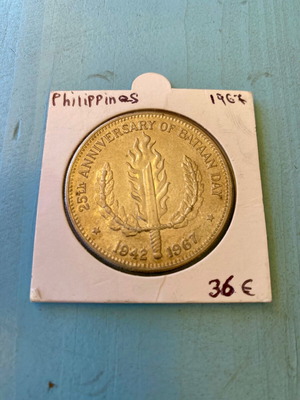 Philippines 1967
25th ANNIVERSARY OF BATAAN DAY
1942 1967
36 €